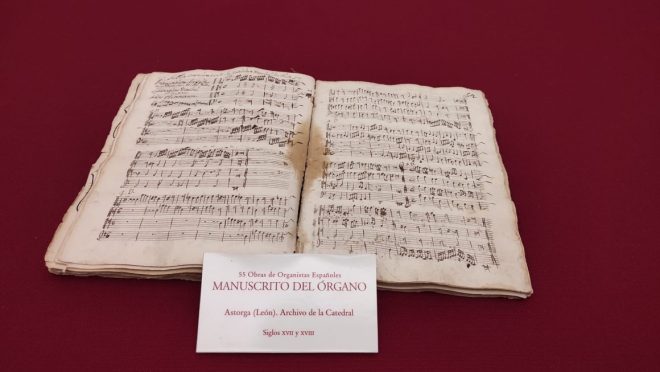 55 Obras de Organistas Españoles
MANUSCRITO DEL ÓRGANO
Astorga (León). Archivo de la Catedral
Siglos XVII y XVIII